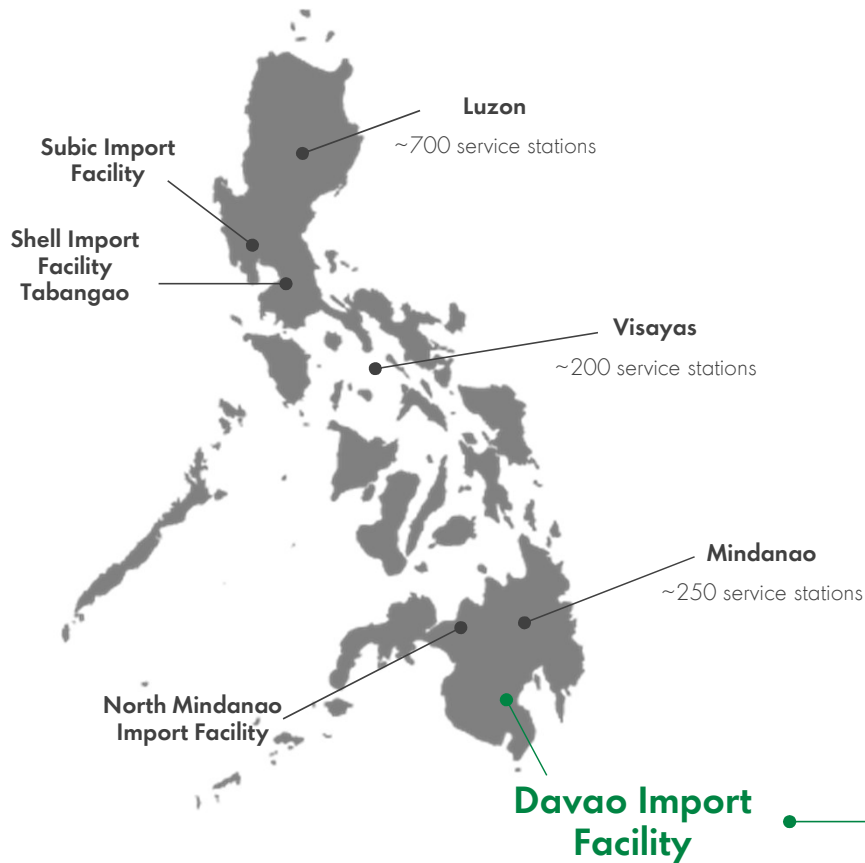 Luzon
~700 service stations
Subic Import
Facility
Shell Import
Facility
Tabangao
Visayas
~200 service stations
Mindanao
~250 service stations
North Mindanao
Import Facility
Davao Import
Facility